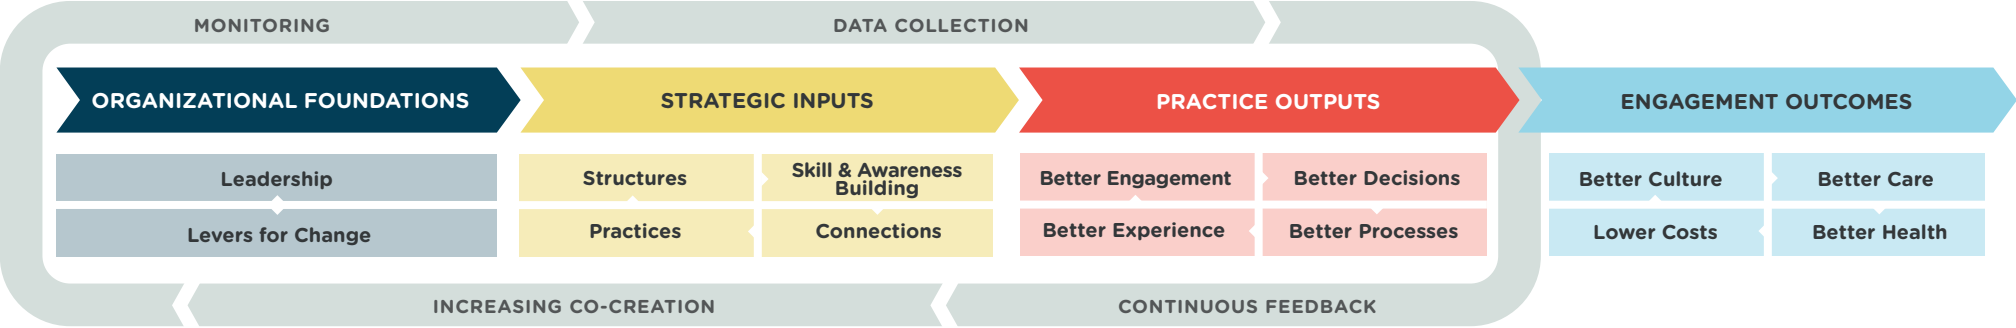 MONITORING
DATA COLLECTION
ORGANIZATIONAL FOUNDATIONS
STRATEGIC INPUTS
PRACTICE OUTPUTS
ENGAGEMENT OUTCOMES
Leadership
Levers for Change
Structures
Skill & Awareness
Building
Practices
Connections
Better Engagement
Better Decisions
Better Experience
Better Processes
Better Culture
Better Care
Lower Costs
Better Health
INCREASING CO-CREATION
CONTINUOUS FEEDBACK